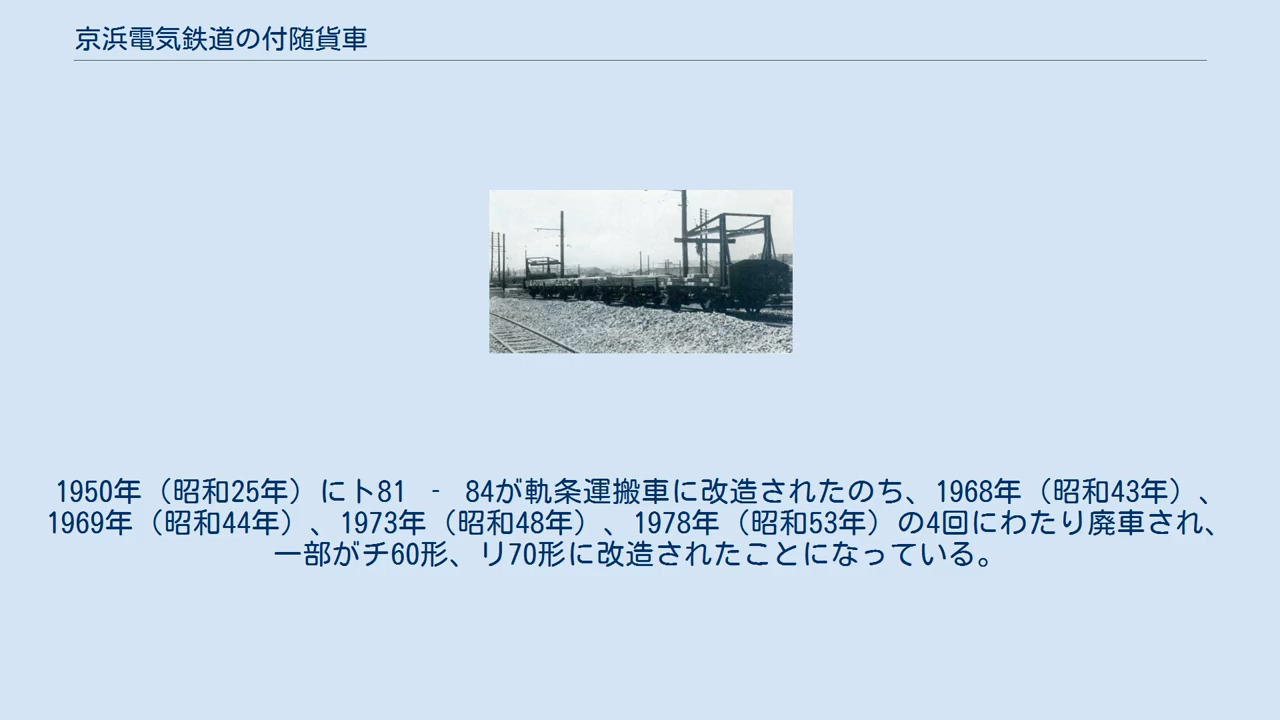 京浜電気鉄道の付随貨車
1950年（昭和25年）にト81 - 84が軌条運搬車に改造されたのち、1968年（昭和43年）、
1969年（昭和44年）、1973年（昭和48年）、1978年（昭和53年）の4回にわたり廃車され、
一部がチ60形、リ70形に改造されたことになっている。